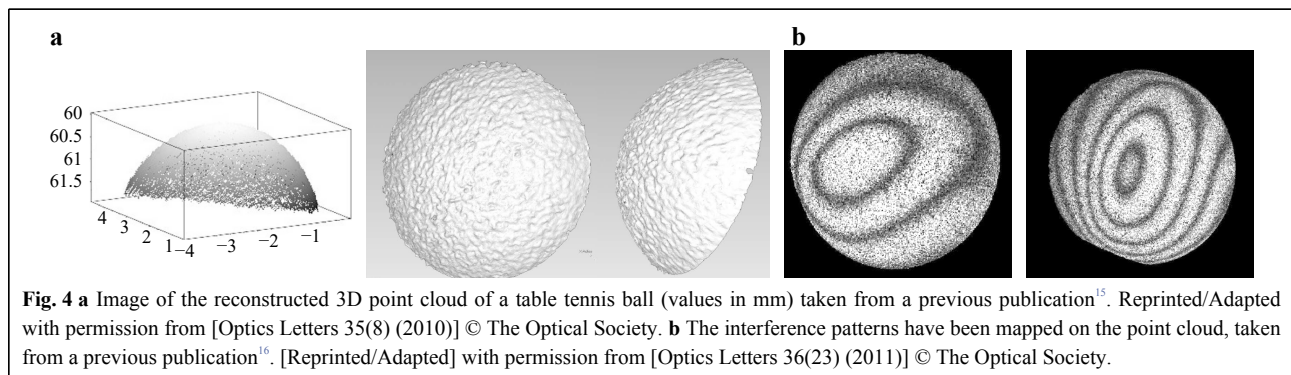 a
b
60
60.5
61
61.5
4
3
2
1
−4
−3
−2
−1
Fig. 4 a Image of the reconstructed 3D point cloud of a table tennis ball (values in mm) taken from a previous publication15. Reprinted/Adapted
with permission from [Optics Letters 35(8) (2010)] © The Optical Society. b The interference patterns have been mapped on the point cloud, taken
from a previous publication16. [Reprinted/Adapted] with permission from [Optics Letters 36(23) (2011)] © The Optical Society.